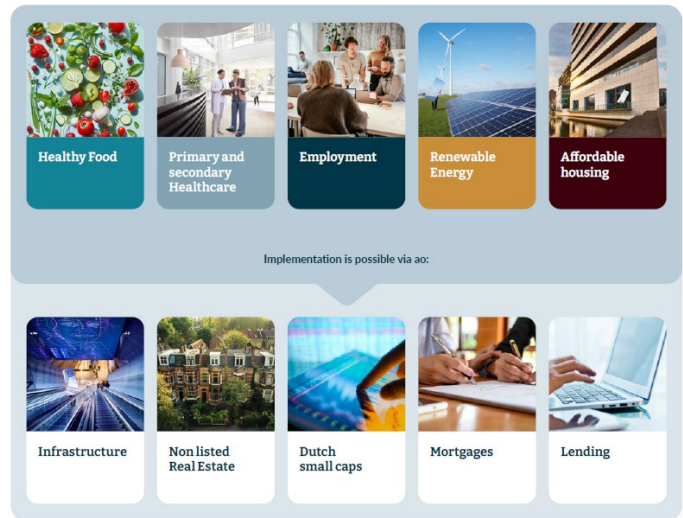 Healthy Food
Primary and
secondary
Healthcare
Employment
Renewable
Energy
Affordable
housing
Implementation is possible via ao:
Infrastructure
Non listed
Real Estate
Dutch
small caps
Mortgages
Lending